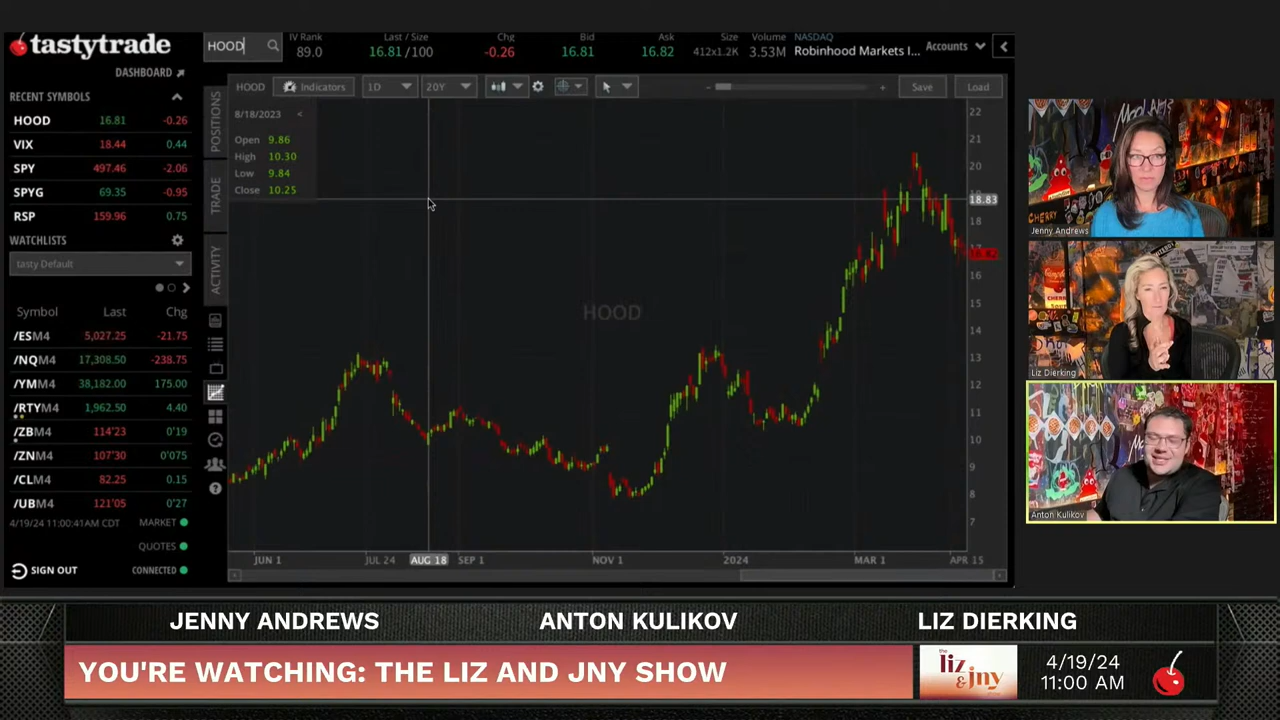 tastytrade
HOOD
IV Rank
89.0
Last / Size
16.81 /100
Chg
-0.26
Bid
16.81
Ask
16.82
Size
412x1.2K
Volume
3.53M
NASDAQ
Robinhood Markets I...
Accounts
DASHBOARD
RECENT SYMBOLS
HOOD 16.81 -0.26
VIX 18.44 0.44
SPY 497.46 -2.06
SPYG 69.35 -0.95
RSP 159.96 0.75
WATCHLISTS
tasty Default
Symbol Last Chg
/ESM4 5,027.25 -21.75
/NQM4 17,308.50 -238.75
/YMM4 38,182.00 175.00
/RTYM4 1,962.50 4.40
/ZBM4 114'23 0'19
/ZNM4 107'30 0'075
/CLM4 82.25 0.15
/UBM4 121'05 0'27
4/19/24 11:00:41AM CDT MARKET
QUOTES
SIGN OUT CONNECTED
POSITIONS
TRADE
ACTIVITY
HOOD Indicators 1D 20Y Save Load
8/18/2023 <
Open 9.86
High 10.30
Low 9.84
Close 10.25
HOOD
22
21
20
18.83
18
17
16
15
14
13
12
11
10
9
8
7
JUN 1 JUL 24 AUG 18 SEP 1 NOV 1 2024 MAR 1 APR 15
CHERRY
Jenny Andrews
Liz Dierking
Anton Kulikov
JENNY ANDREWS ANTON KULIKOV LIZ DIERKING
YOU'RE WATCHING: THE LIZ AND JNY SHOW
the
liz
& jny
4/19/24
11:00 AM